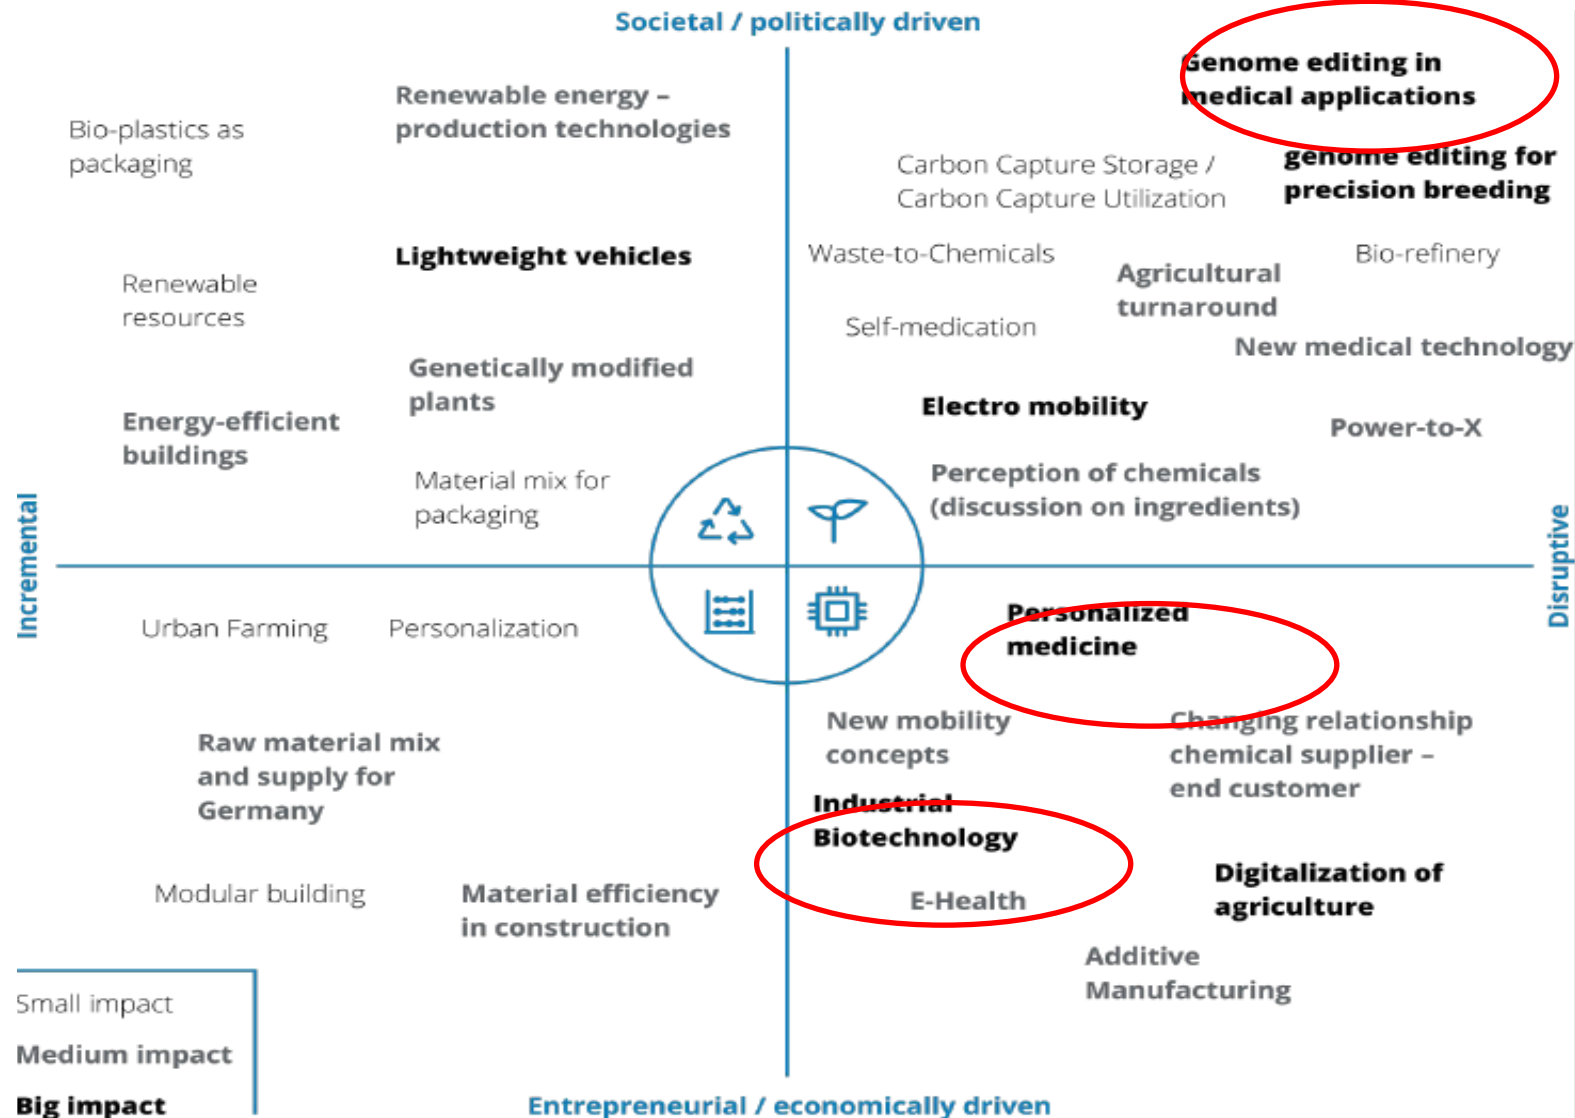 Societal / politically driven
Genome editing in
medical applications
Renewable energy –
production technologies
Bio-plastics as
packaging
genome editing for
precision breeding
Carbon Capture Storage /
Carbon Capture Utilization
Lightweight vehicles
Waste-to-Chemicals
Bio-refinery
Agricultural
turnaround
Renewable
resources
Self-medication
New medical technology
Genetically modified
plants
Electro mobility
Energy-efficient
buildings
Power-to-X
Perception of chemicals
(discussion on ingredients)
Material mix for
packaging
Incremental
Disruptive
Urban Farming
Personalization
Personalized
medicine
New mobility
concepts
Changing relationship
chemical supplier –
end customer
Raw material mix
and supply for
Germany
Industrial
Biotechnology
Modular building
Material efficiency
in construction
E-Health
Digitalization of
agriculture
Additive
Manufacturing
Small impact
Medium impact
Big impact
Entrepreneurial / economically driven